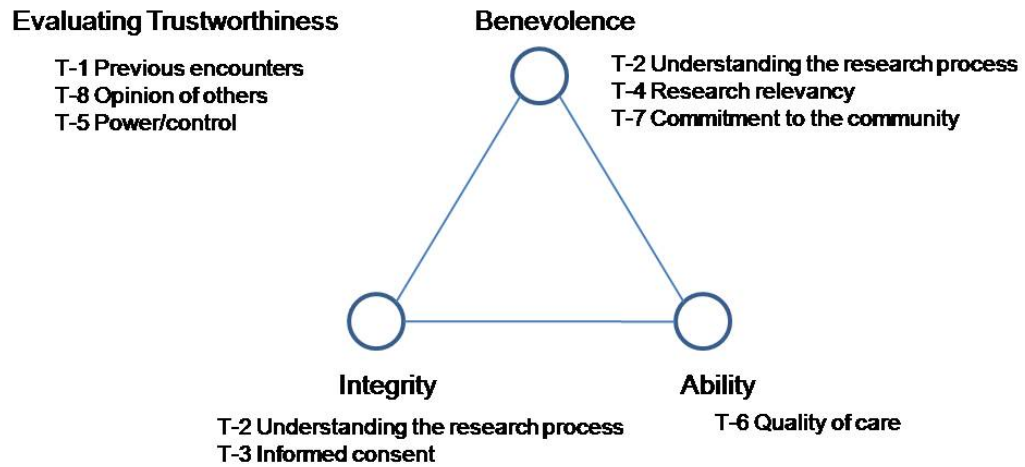 Evaluating Trustworthiness
T-1 Previous encounters
T-8 Opinion of others
T-5 Power/control
Benevolence
T-2 Understanding the research process
T-4 Research relevancy
T-7 Commitment to the community
Integrity
T-2 Understanding the research process
T-3 Informed consent
Ability
T-6 Quality of care